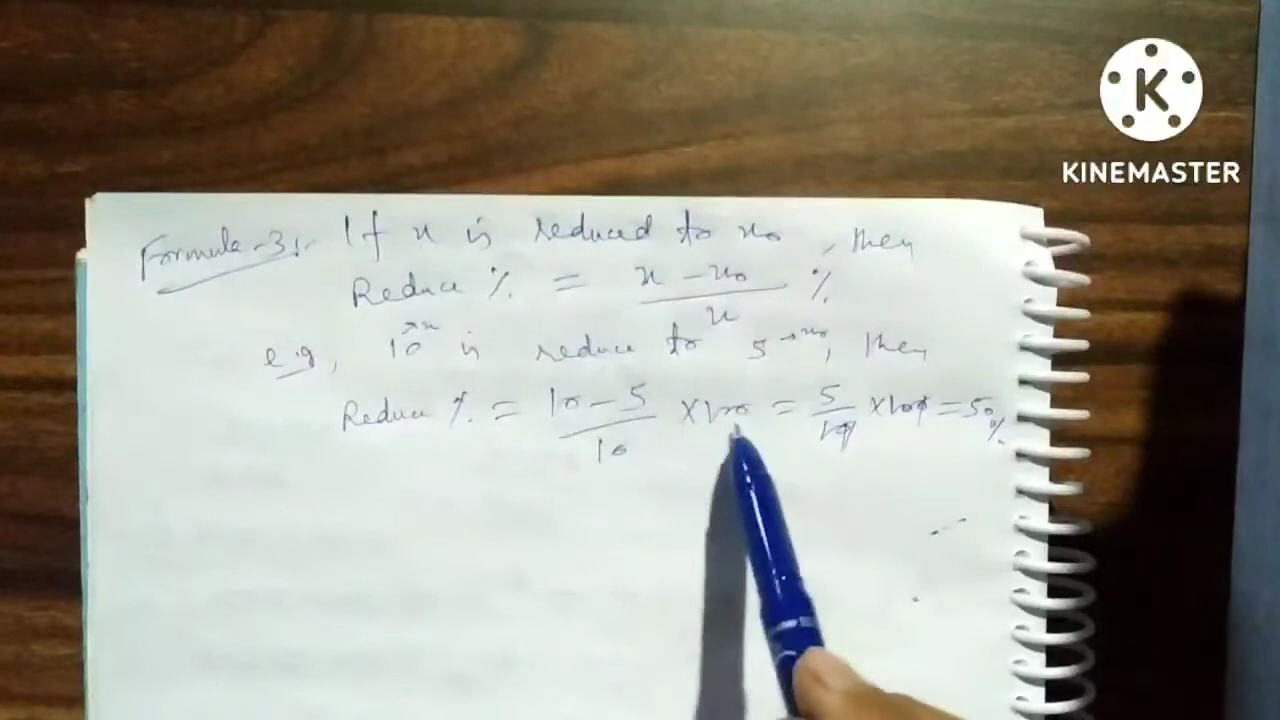 K
KINEMASTER
Formula-3:- If x is reduced to x₀, then
Reduce % = x - x₀ / x %
e.g, 10→x is reduce to 5→x₀, then
Reduce % = 10-5 / 10 ×100 = 5 / 10 ×100 = 50%